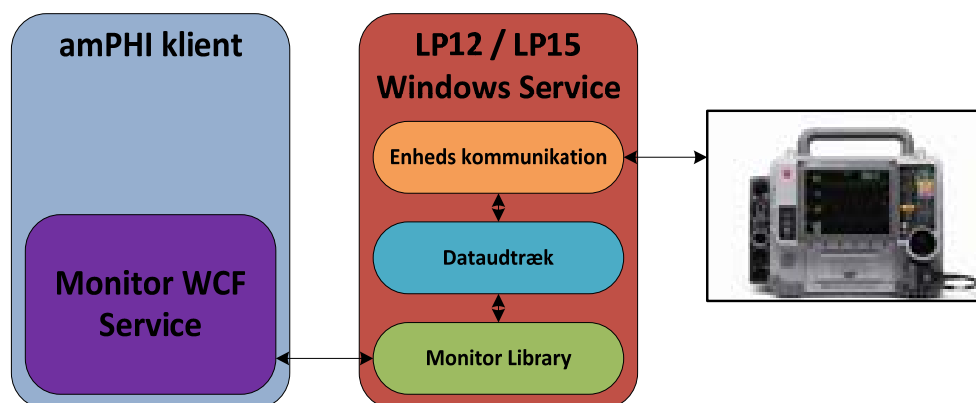 amPHI klient
Monitor WCF
Service
LP12 / LP15
Windows Service
Enheds kommunikation
Dataudtræk
Monitor Library